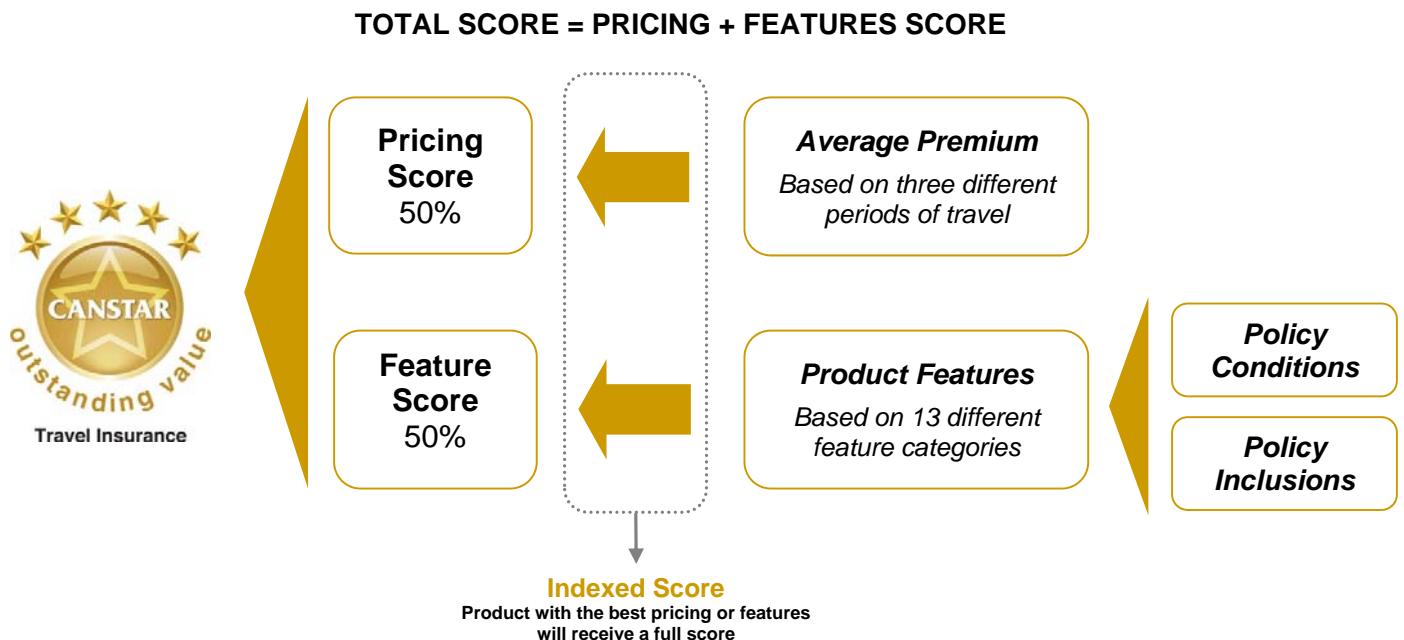 TOTAL SCORE = PRICING + FEATURES SCORE
Pricing
Score
50%
Average Premium
Based on three different
periods of travel
CANSTAR
outstanding value
Travel Insurance
Feature
Score
50%
Product Features
Based on 13 different
feature categories
Policy
Conditions
Policy
Inclusions
Indexed Score
Product with the best pricing or features
will receive a full score